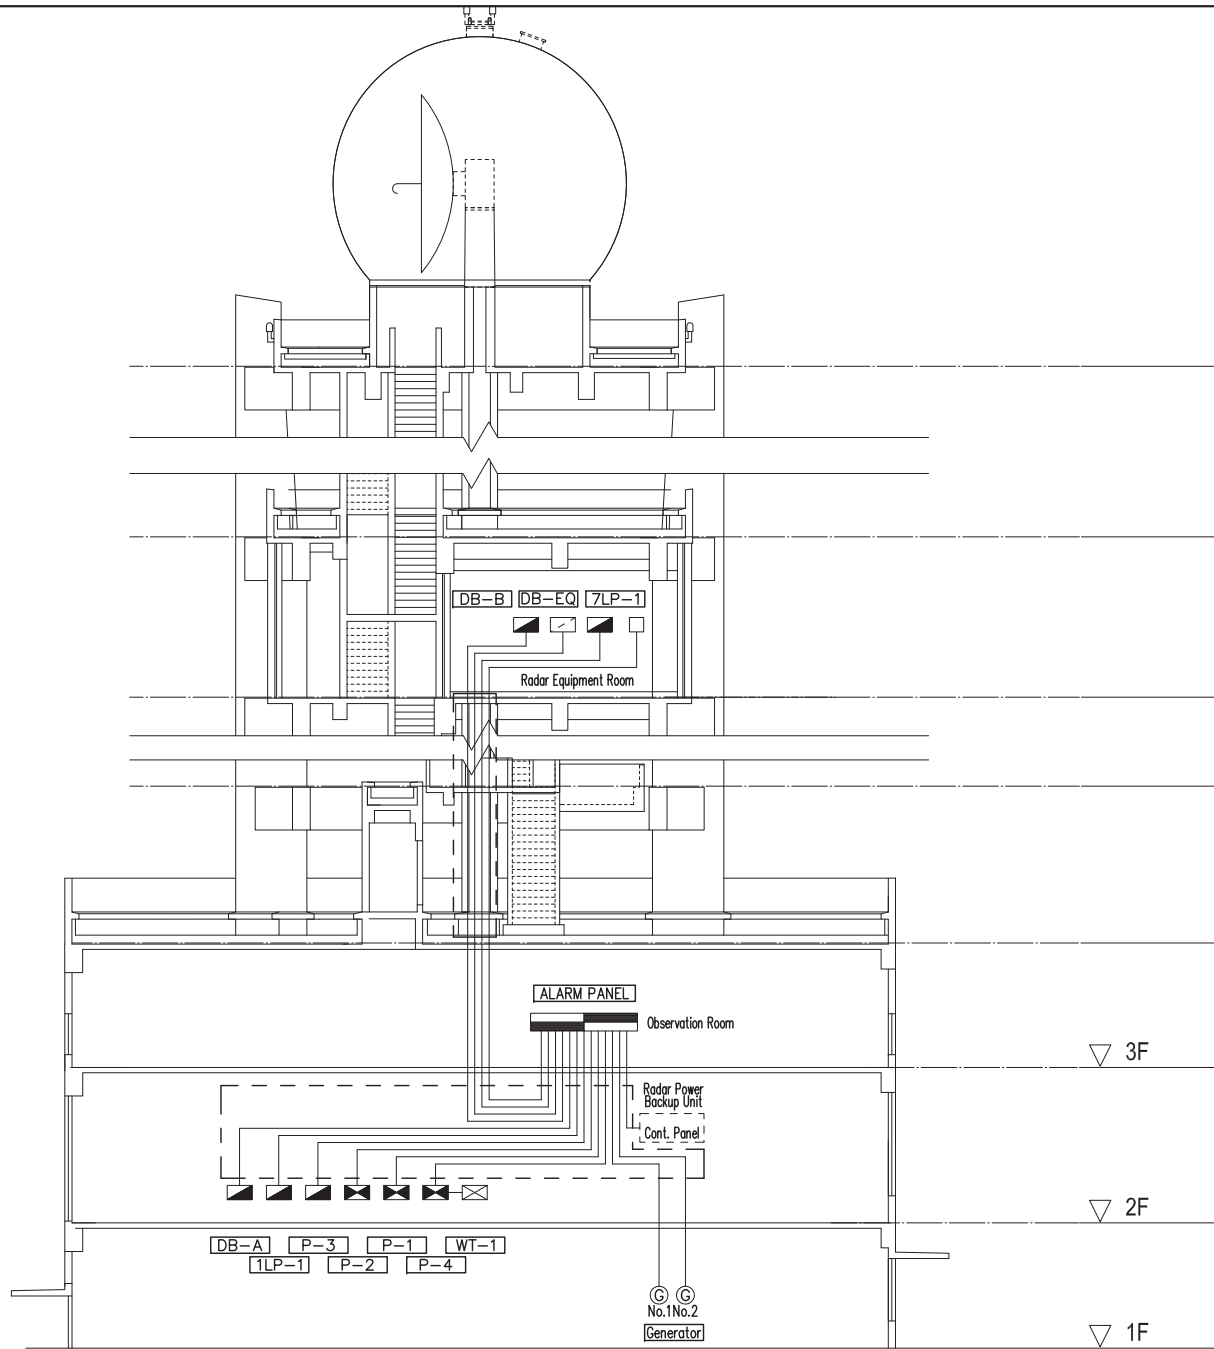 DB-B DB-EQ 7LP-1
Radar Equipment Room
ALARM PANEL
Observation Room
3F
Radar Power
Backup Unit
Cont. Panel
2F
DB-A P-3 P-1 WT-1
1LP-1 P-2 P-4
G G
No.1 No.2
Generator
1F